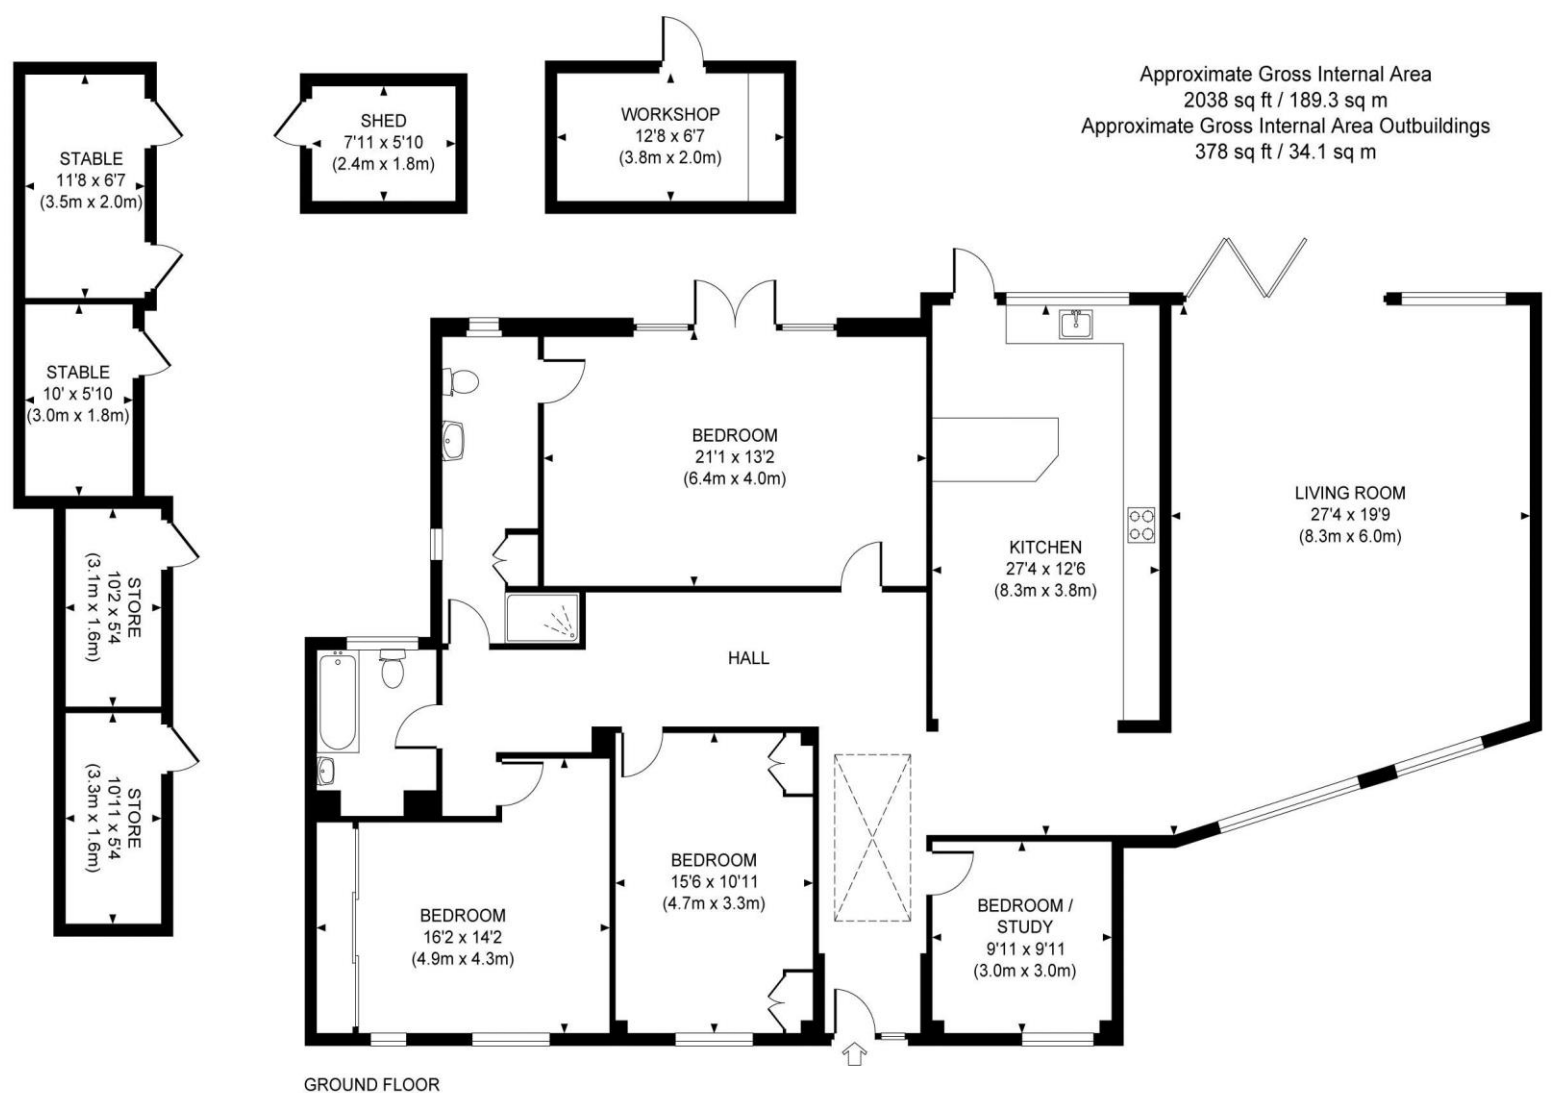 Approximate Gross Internal Area
2038 sq ft / 189.3 sq m
Approximate Gross Internal Area Outbuildings
378 sq ft / 34.1 sq m
STABLE
11'8 x 6'7
(3.5m x 2.0m)
SHED
7'11 x 5'10
(2.4m x 1.8m)
WORKSHOP
12'8 x 6'7
(3.8m x 2.0m)
STABLE
10' x 5'10
(3.0m x 1.8m)
STORE
10'2 x 5'4
(3.1m x 1.6m)
STORE
10'11 x 5'4
(3.3m x 1.6m)
BEDROOM
21'1 x 13'2
(6.4m x 4.0m)
KITCHEN
27'4 x 12'6
(8.3m x 3.8m)
LIVING ROOM
27'4 x 19'9
(8.3m x 6.0m)
HALL
BEDROOM
16'2 x 14'2
(4.9m x 4.3m)
BEDROOM
15'6 x 10'11
(4.7m x 3.3m)
BEDROOM /
STUDY
9'11 x 9'11
(3.0m x 3.0m)
GROUND FLOOR